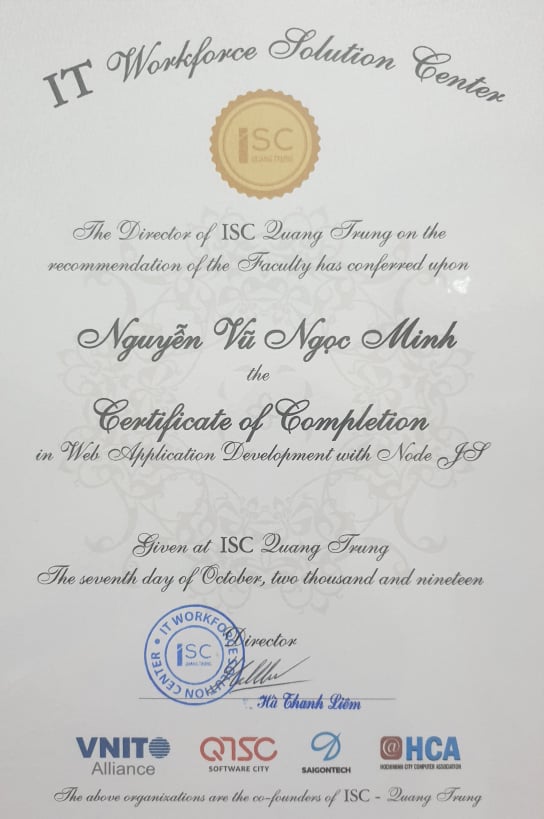 IT Workforce Solution Center
ISC
QUANG TRUNG
The Director of ISC Quang Trung on the
recommendation of the Faculty has conferred upon
Nguyễn Vũ Ngọc Minh
the
Certificate of Completion
in Web Application Development with Node JS
Given at ISC Quang Trung
The seventh day of October, two thousand and nineteen
IT WORKFORCE SOLUTION CENTER
ISC
QUANG TRUNG
Director
Hà Thanh Liêm
VNITO
Alliance
QTSC
SOFTWARE CITY
SAIGONTECH
@HCA
HOCHIMINH CITY COMPUTER ASSOCIATION
The above organizations are the co-founders of ISC - Quang Trung